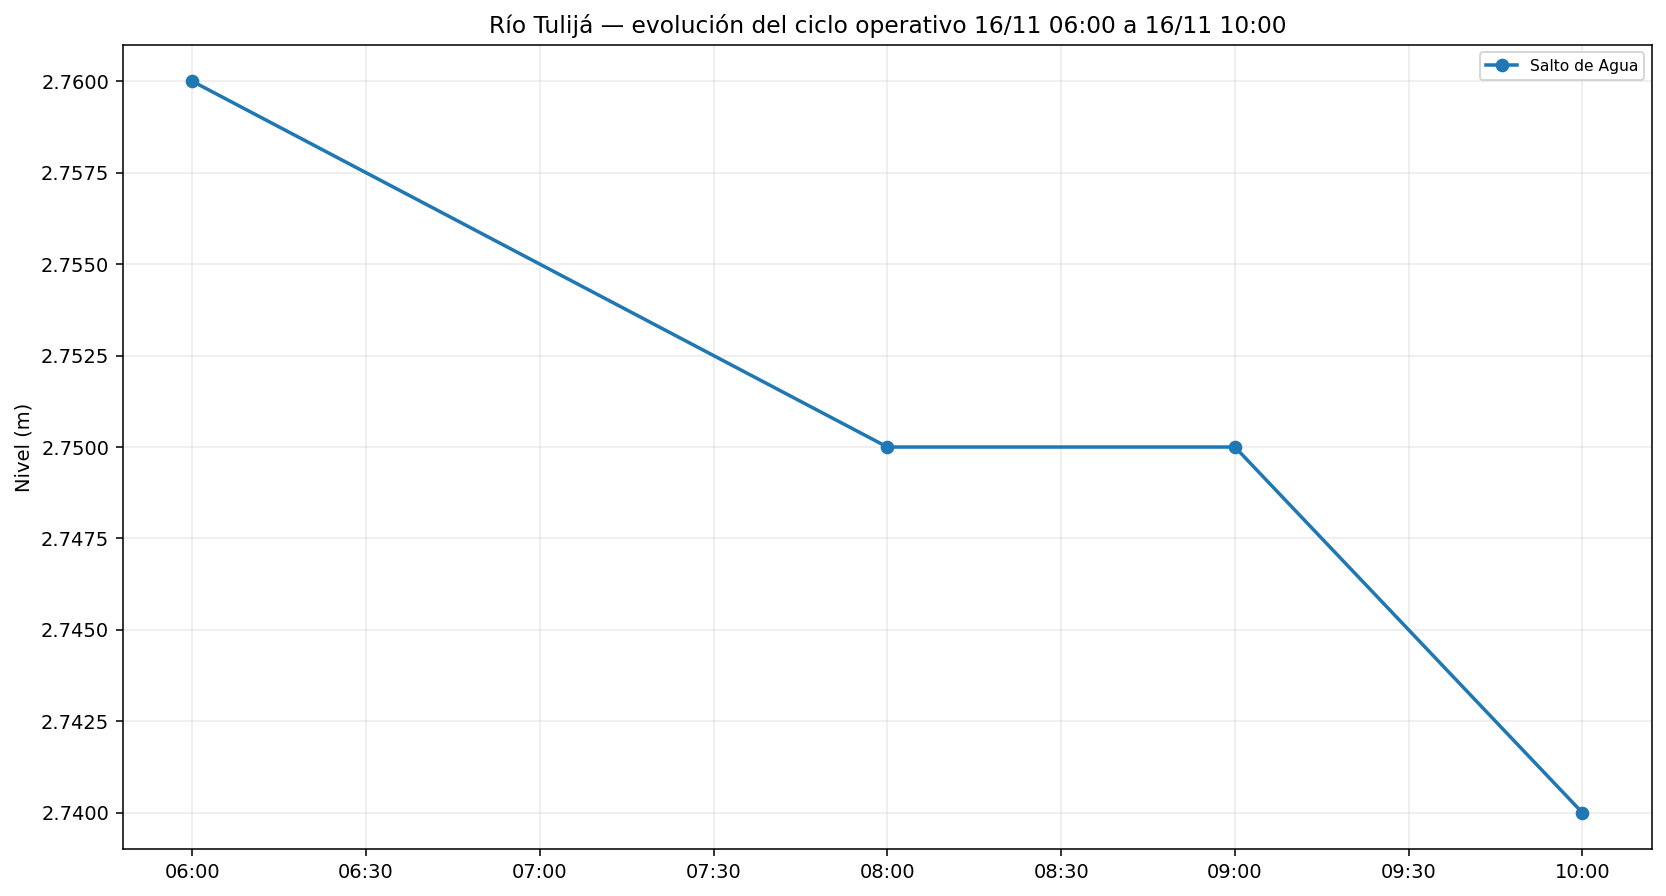 Río Tulijá — evolución del ciclo operativo 16/11 06:00 a 16/11 10:00
Salto de Agua
Nivel (m)
2.7600
2.7575
2.7550
2.7525
2.7500
2.7475
2.7450
2.7425
2.7400
06:00 06:30 07:00 07:30 08:00 08:30 09:00 09:30 10:00